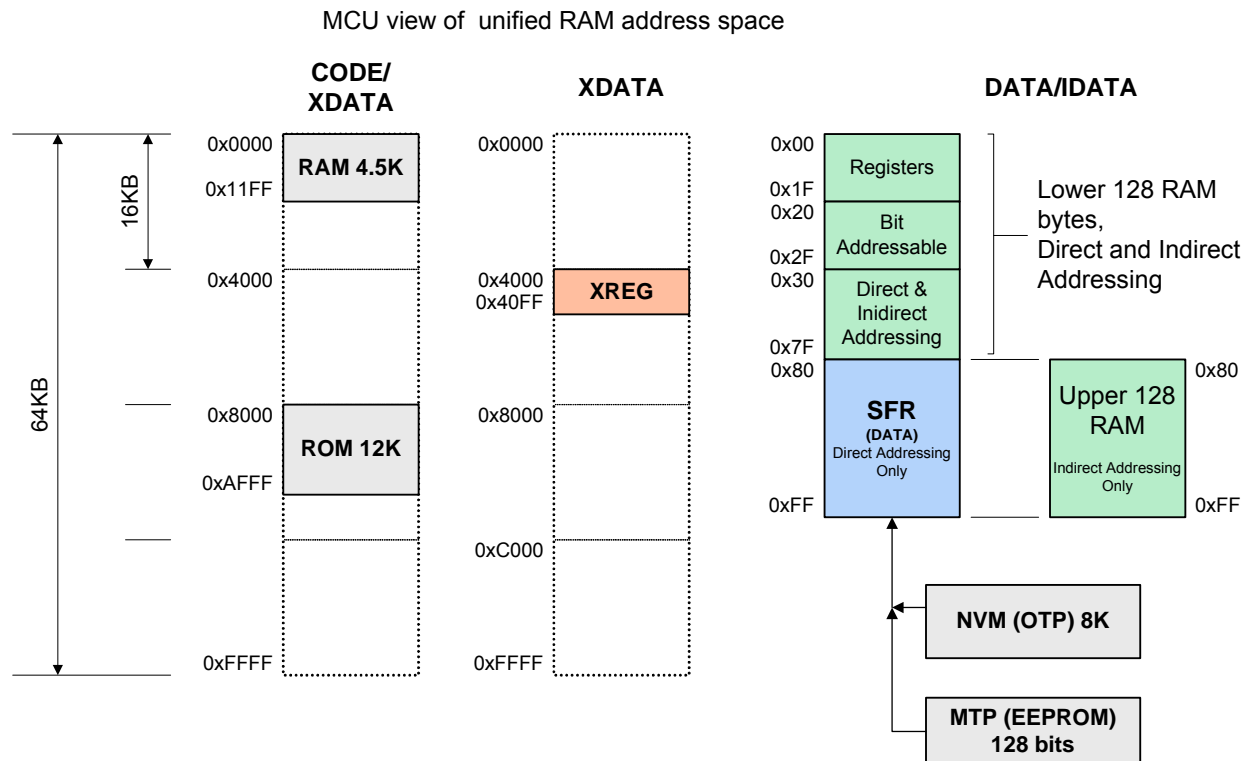 MCU view of  unified RAM address space
CODE/
XDATA
XDATA
DATA/IDATA
64KB
16KB
0x0000
RAM 4.5K
0x11FF
0x4000
0x8000
ROM 12K
0xAFFF
0xFFFF
0x0000
0x4000
XREG
0x40FF
0x8000
0xC000
0xFFFF
0x00
Registers
0x1F
0x20
Bit
Addressable
0x2F
0x30
Direct &
Inidirect
Addressing
0x7F
0x80
SFR
(DATA)
Direct Addressing
Only
0xFF
Lower 128 RAM
bytes,
Direct and Indirect
Addressing
0x80
Upper 128
RAM
Indirect Addressing
Only
0xFF
NVM (OTP) 8K
MTP (EEPROM)
128 bits